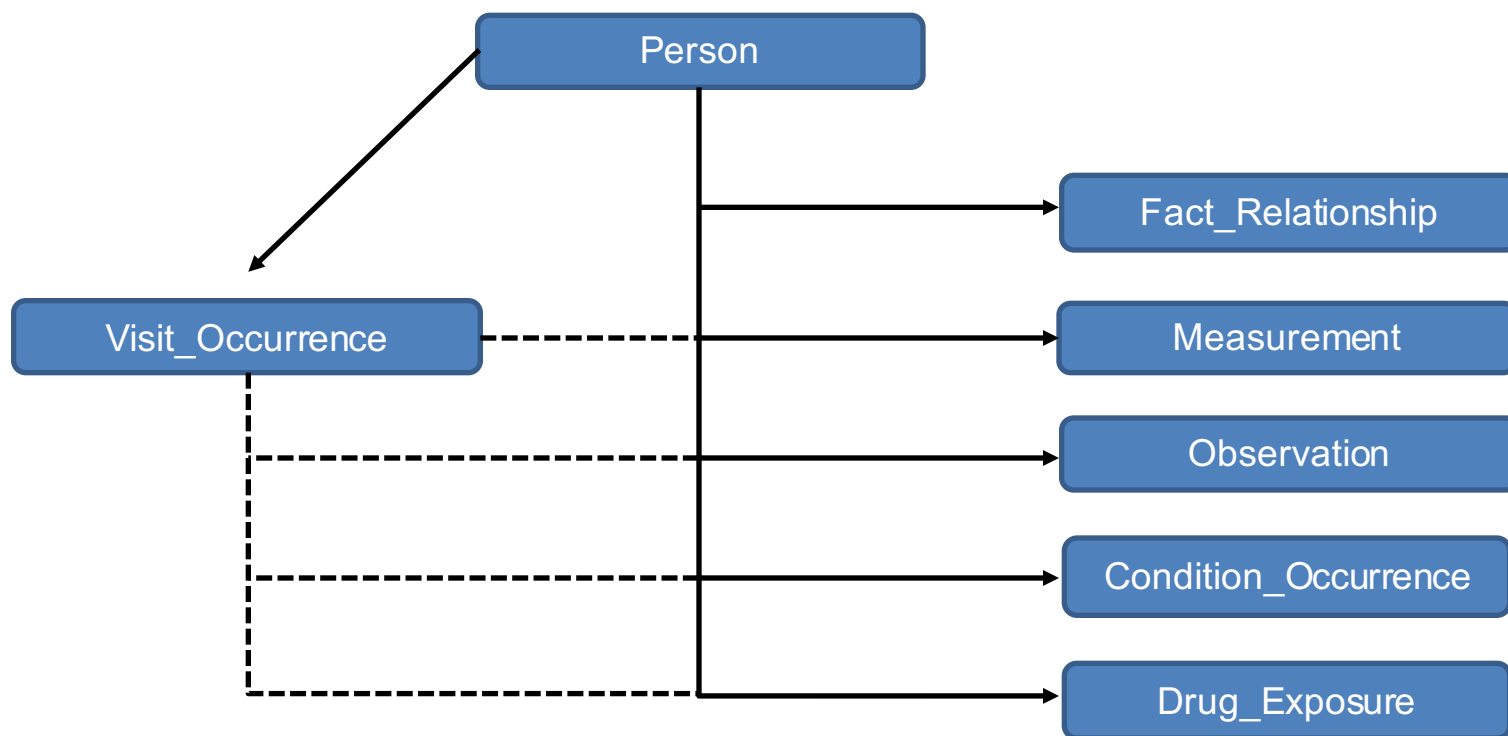 Person
Fact_Relationship
Visit_Occurrence
Measurement
Observation
Condition_Occurrence
Drug_Exposure